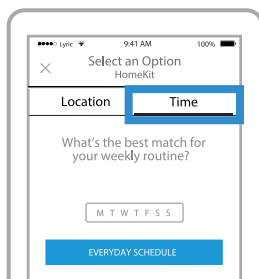 Lyric 9:41 AM 100%
Select an Option
HomeKit
Location Time
What's the best match for
your weekly routine?
M T W T F S S
EVERYDAY SCHEDULE